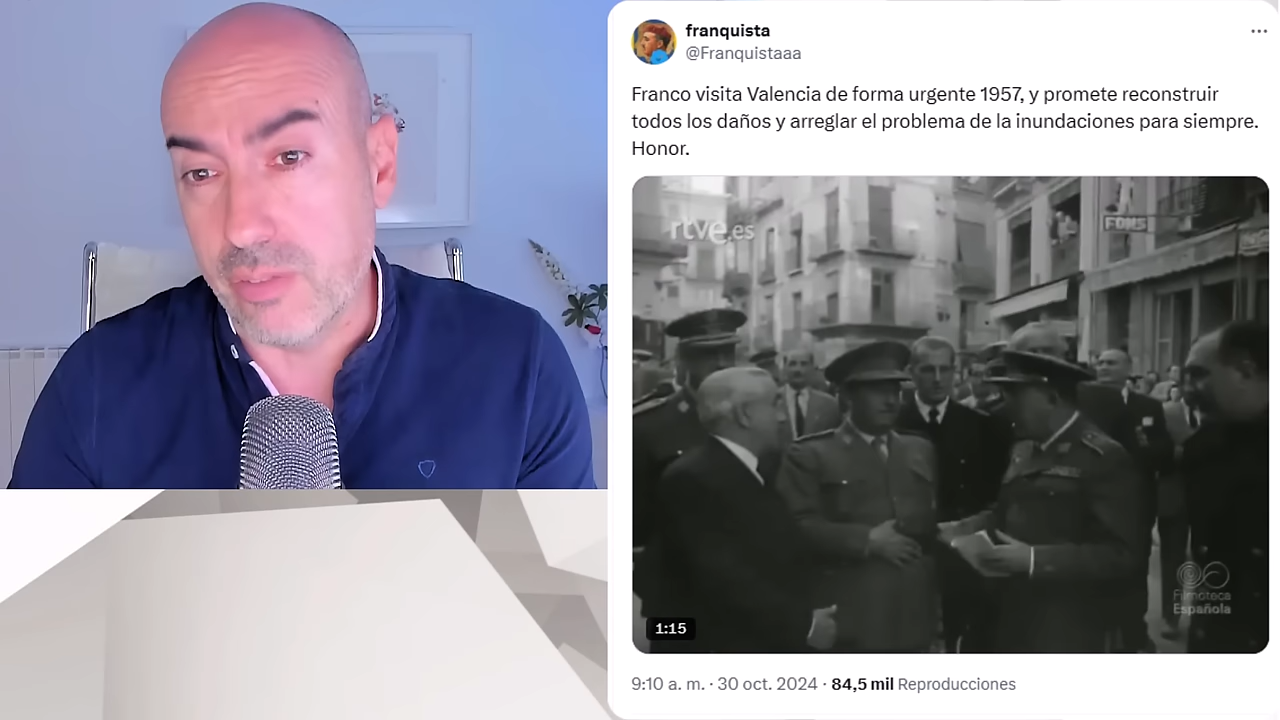 franquista
@Franquistaaa
Franco visita Valencia de forma urgente 1957, y promete reconstruir
todos los daños y arreglar el problema de la inundaciones para siempre.
Honor.
rtve.es
FONS
Filmoteca
Española
1:15
9:10 a. m. · 30 oct. 2024 · 84,5 mil Reproducciones